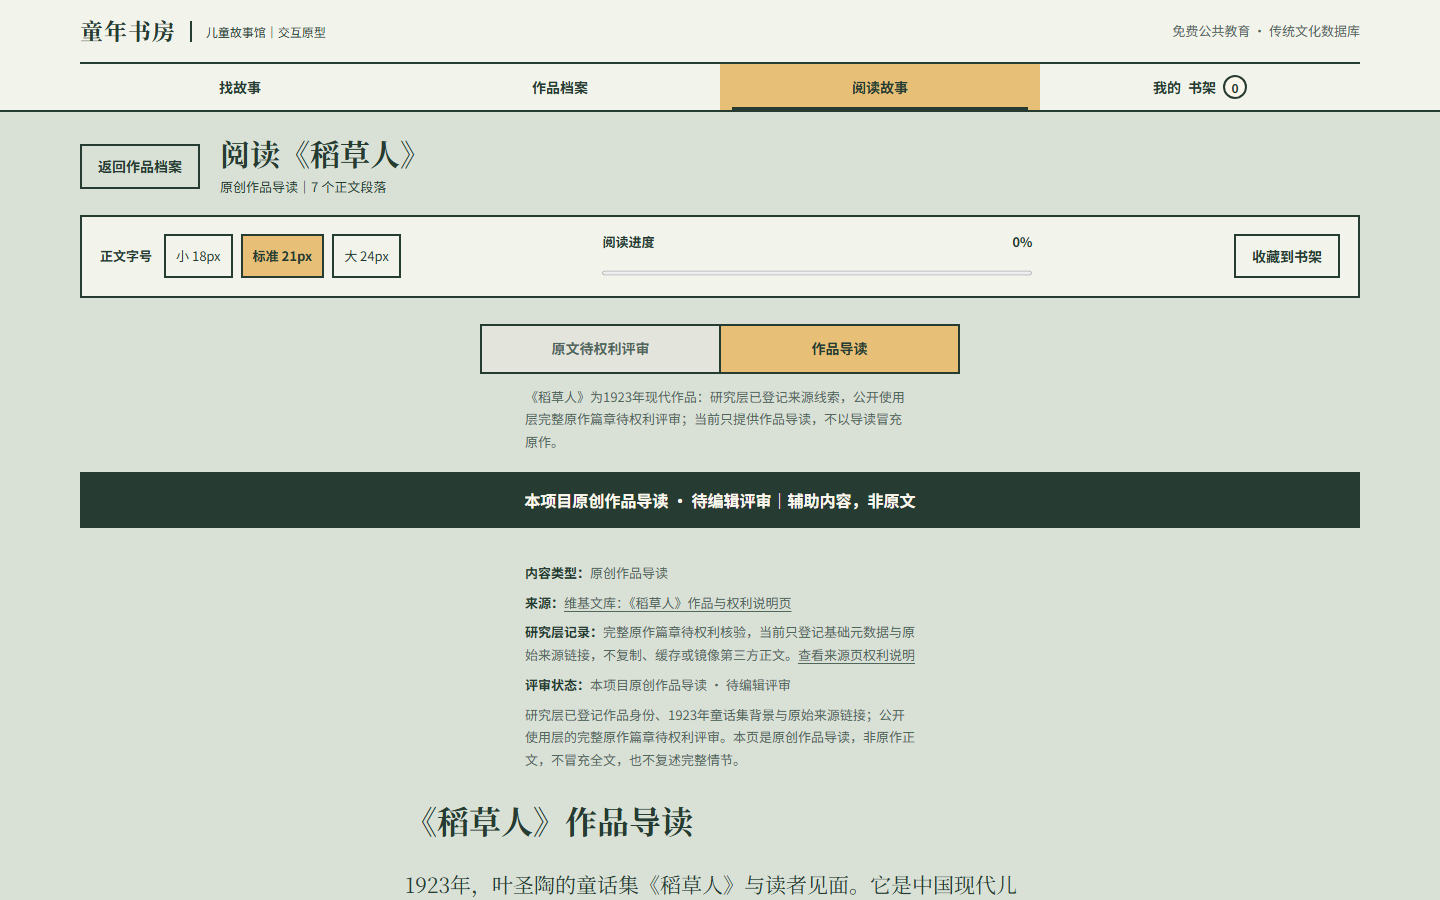 童年书房
儿童故事馆｜交互原型
免费公共教育 · 传统文化数据库
找故事
作品档案
阅读故事
我的 书架 0
返回作品档案
阅读《稻草人》
原创作品导读｜7 个正文段落
正文字号
小 18px
标准 21px
大 24px
阅读进度
0%
收藏到书架
原文待权利评审
作品导读
《稻草人》为1923年现代作品：研究层已登记来源线索，公开使用
层完整原作篇章待权利评审；当前只提供作品导读，不以导读冒充
原作。
本项目原创作品导读 · 待编辑评审｜辅助内容，非原文
内容类型：原创作品导读
来源：维基文库：《稻草人》作品与权利说明页
研究层记录：完整原作篇章待权利核验，当前只登记基础元数据与原
始来源链接，不复制、缓存或镜像第三方正文。查看来源页权利说明
评审状态：本项目原创作品导读 · 待编辑评审
研究层已登记作品身份、1923年童话集背景与原始来源链接；公开
使用层的完整原作篇章待权利评审。本页是原创作品导读，非原作正
文，不冒充全文，也不复述完整情节。
《稻草人》作品导读
1923年，叶圣陶的童话集《稻草人》与读者见面。它是中国现代儿